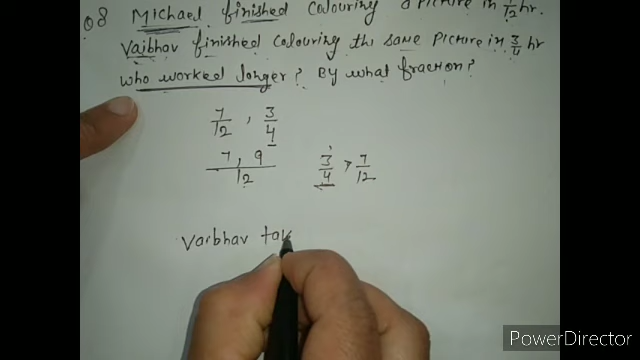 Q8 Michael finished colouring a picture in 7/12 hr.
Vaibhav finished colouring the same picture in 3/4 hr
who worked longer? By what fraction?
7/12 , 3/4
7, 9 / 12
3/4 > 7/12
Vaibhav tak
PowerDirector